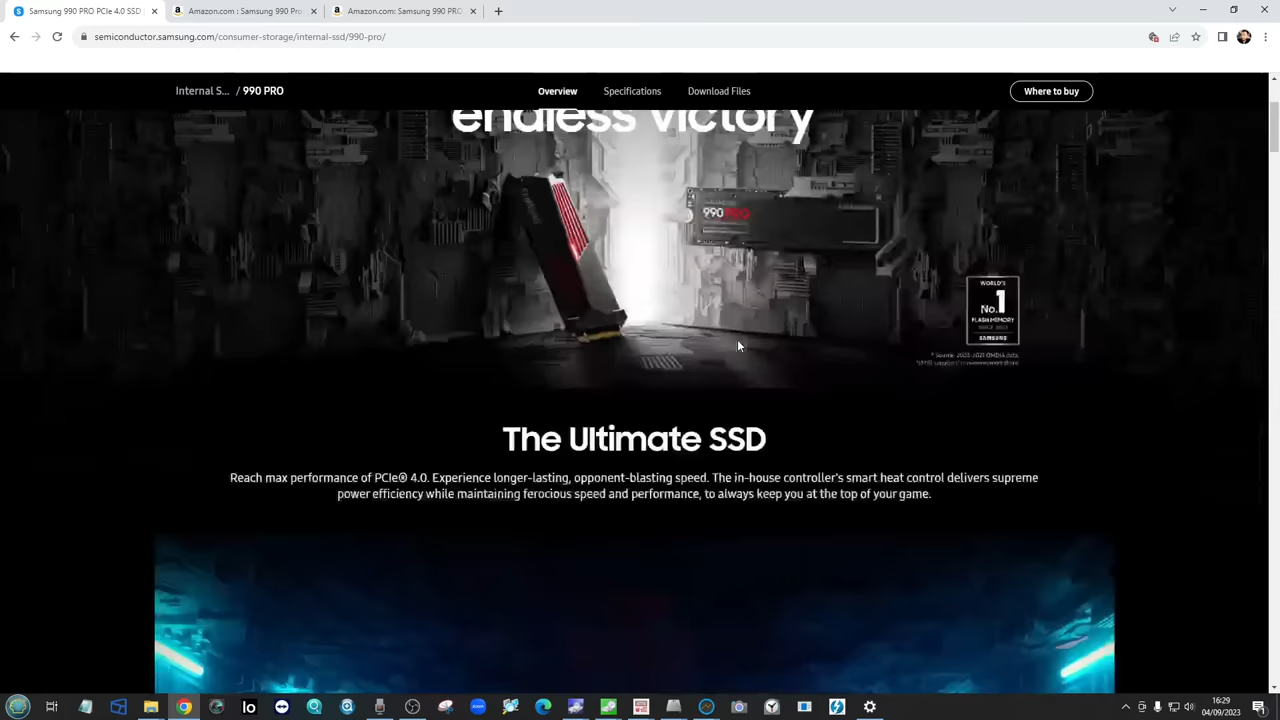 Samsung 990 PRO PCIe 4.0 SSD |
Amazon.com : Samsung 990 Pro
Amazon.com: Samsung 990 PRO
semiconductor.samsung.com/consumer-storage/internal-ssd/990-pro/
Internal S... / 990 PRO
Overview
Specifications
Download Files
Where to buy
endless victory
990 PRO
WORLD'S
No.1
FLASH MEMORY
SAMSUNG
The Ultimate SSD
Reach max performance of PCIe® 4.0. Experience longer-lasting, opponent-blasting speed. The in-house controller's smart heat control delivers supreme
power efficiency while maintaining ferocious speed and performance, to always keep you at the top of your game.
zoom
16:29
04/09/2023